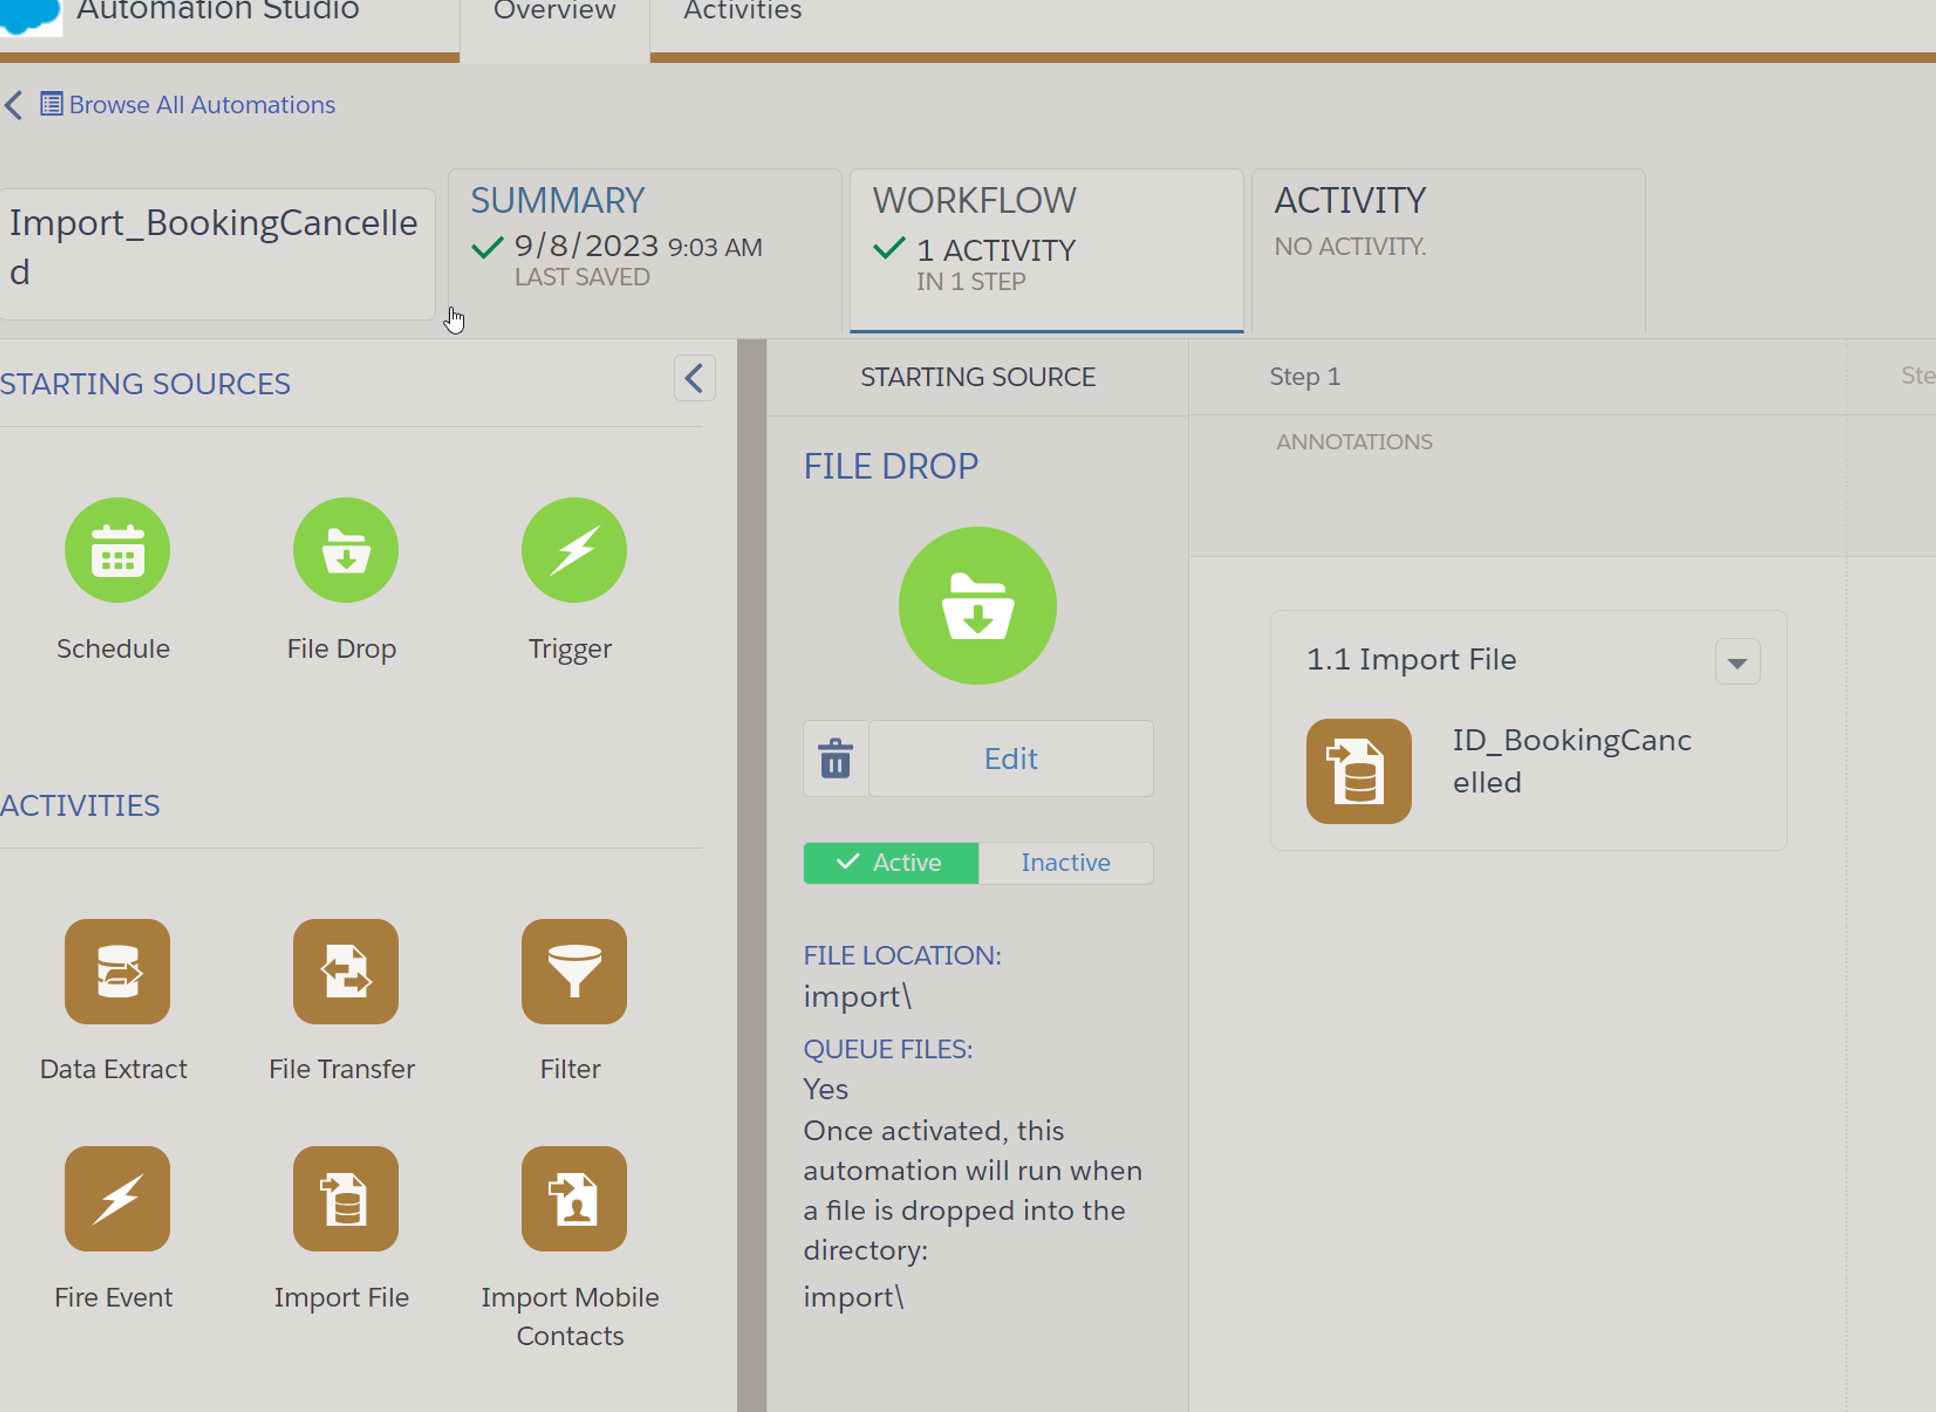 Automation Studio
Overview
Activities
Browse All Automations
Import_BookingCancelle
d
SUMMARY
9/8/2023 9:03 AM
LAST SAVED
WORKFLOW
1 ACTIVITY
IN 1 STEP
ACTIVITY
NO ACTIVITY.
STARTING SOURCES
Schedule
File Drop
Trigger
ACTIVITIES
Data Extract
File Transfer
Filter
Fire Event
Import File
Import Mobile
Contacts
STARTING SOURCE
FILE DROP
Edit
Active
Inactive
FILE LOCATION:
import\
QUEUE FILES:
Yes
Once activated, this
automation will run when
a file is dropped into the
directory:
import\
Step 1
Ste
ANNOTATIONS
1.1 Import File
ID_BookingCanc
elled